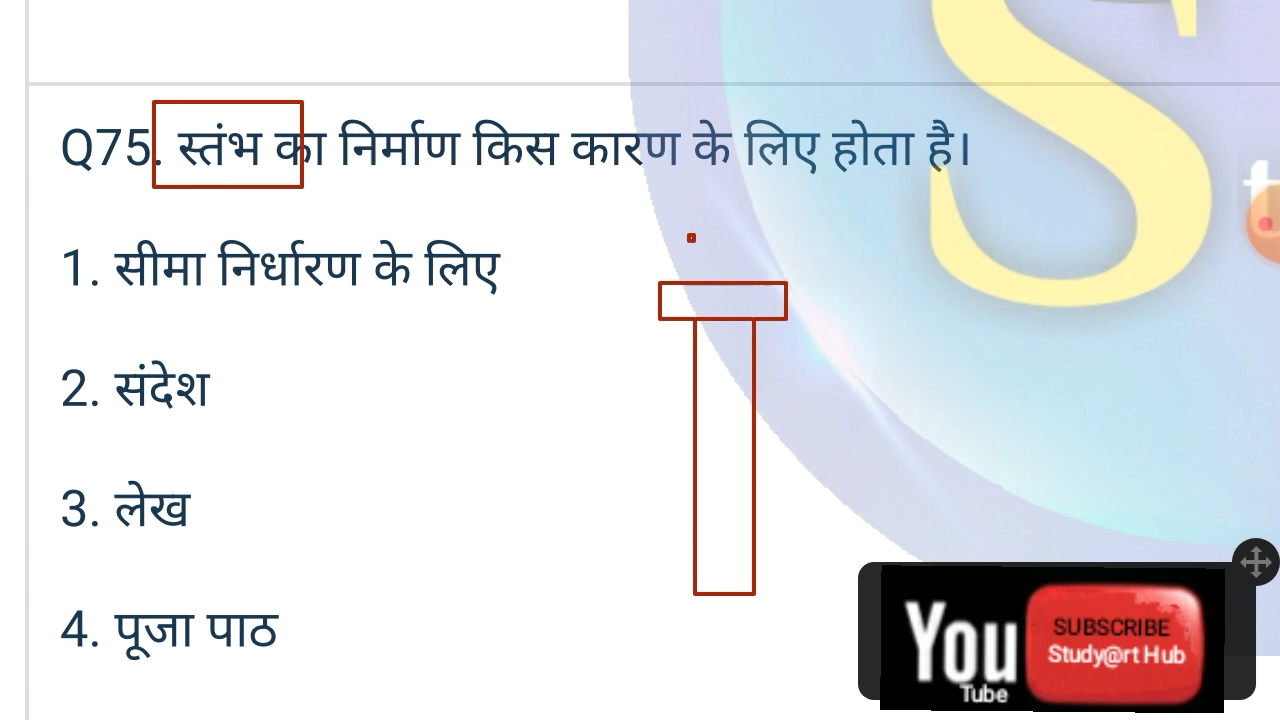 S
Q75. स्तंभ का निर्माण किस कारण के लिए होता है।
t
1. सीमा निर्धारण के लिए
2. संदेश
3. लेख
4. पूजा पाठ
You
Tube
SUBSCRIBE
Study@rt Hub